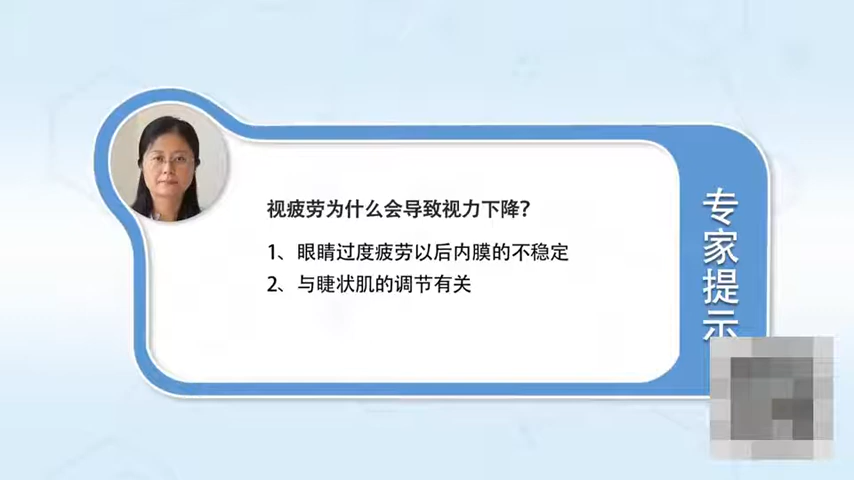 视疲劳为什么会导致视力下降?
1、眼睛过度疲劳以后内膜的不稳定
2、与睫状肌的调节有关
专家提示